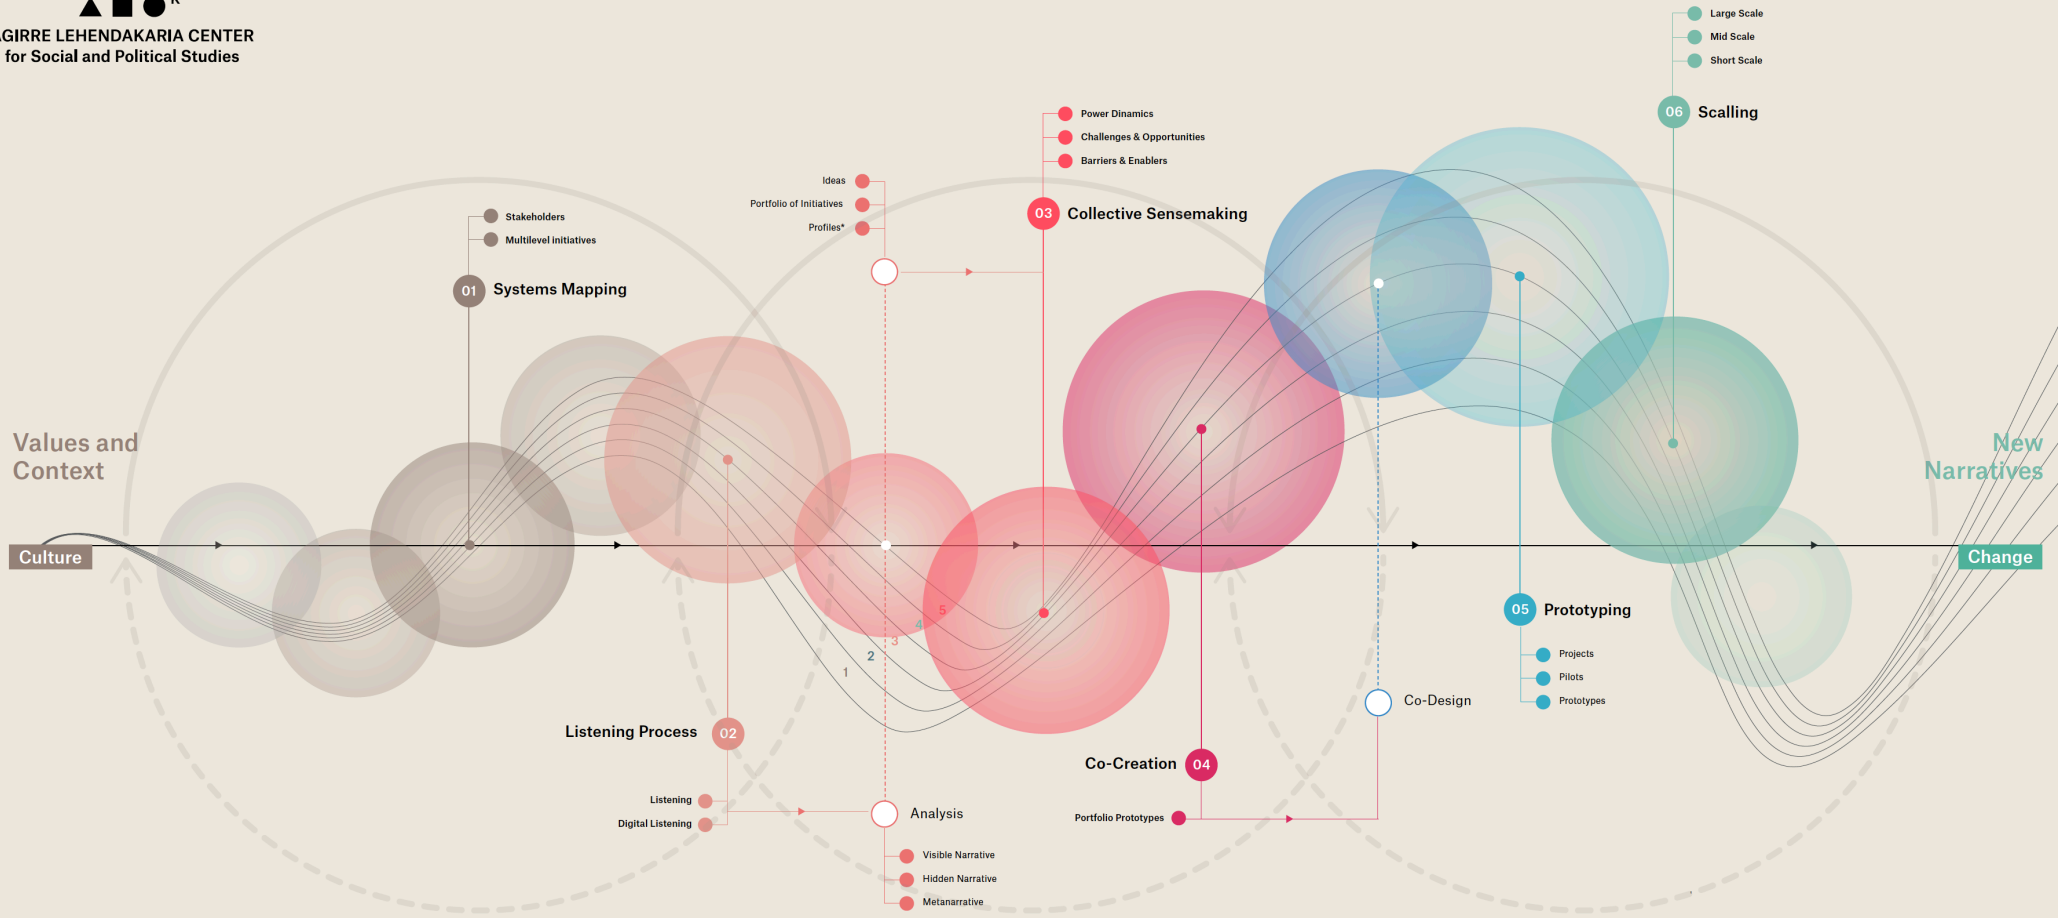 AGIRRE LEHENDAKARIA CENTER
for Social and Political Studies
Values and
Context
Culture
01 Systems Mapping
Stakeholders
Multilevel initiatives
Listening Process 02
Listening
Digital Listening
Analysis
Visible Narrative
Hidden Narrative
Metanarrative
Ideas
Portfolio of Initiatives
Profiles*
1
2
3
4
5
03 Collective Sensemaking
Power Dinamics
Challenges & Opportunities
Barriers & Enablers
Co-Creation 04
Portfolio Prototypes
Co-Design
05 Prototyping
Projects
Pilots
Prototypes
06 Scalling
Large Scale
Mid Scale
Short Scale
New
Narratives
Change